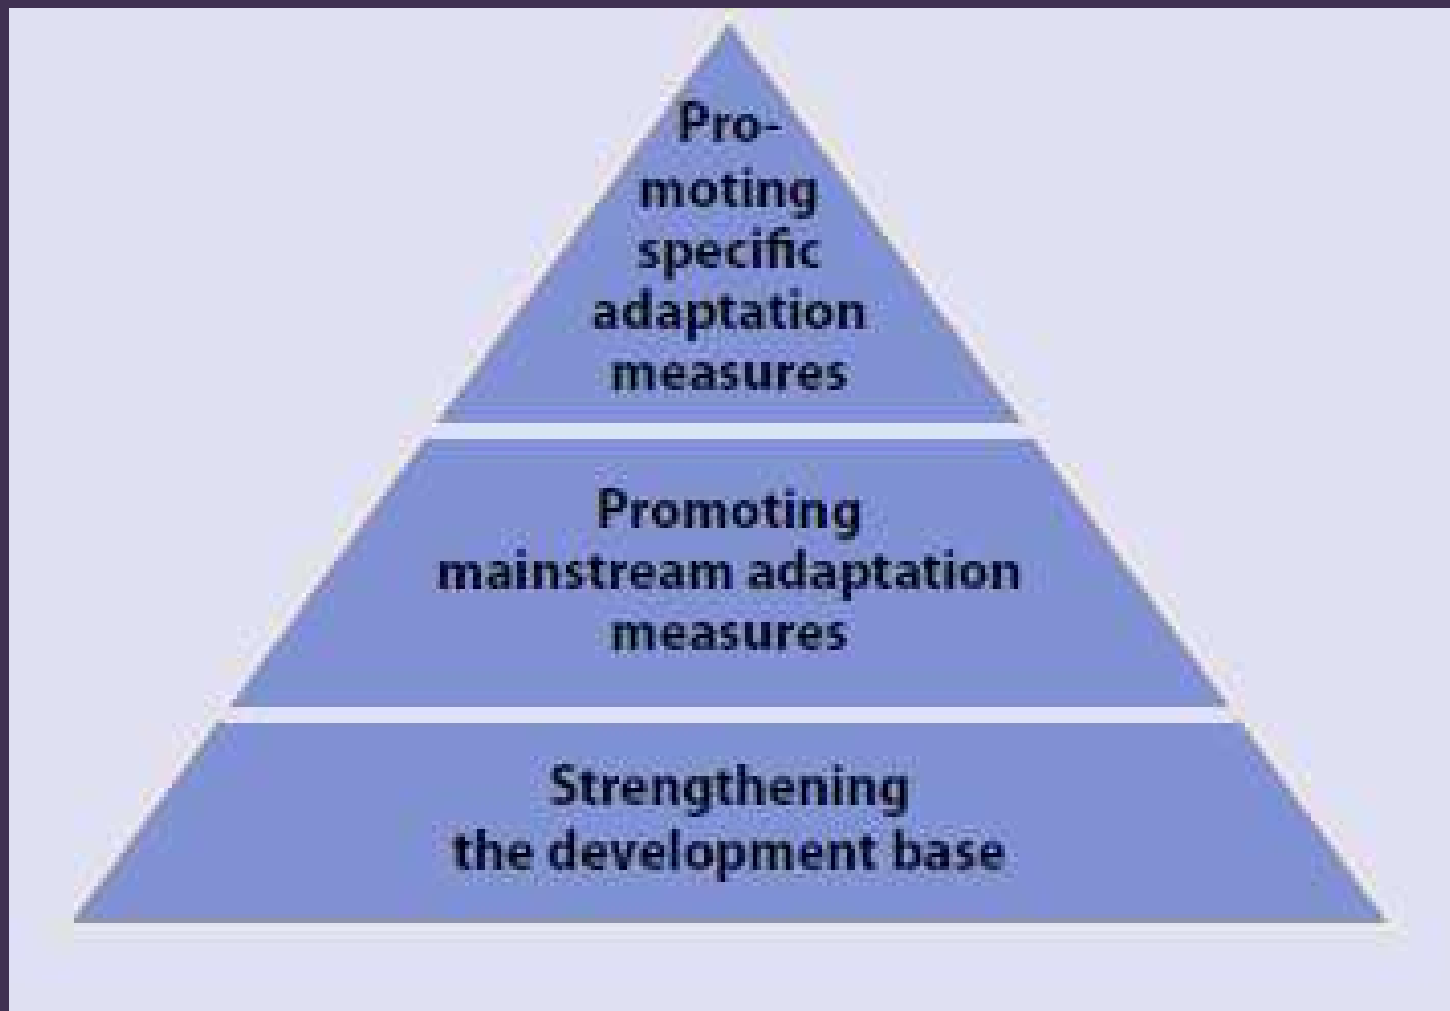 Pro-
moting
specific
adaptation
measures
Promoting
mainstream adaptation
measures
Strengthening
the development base